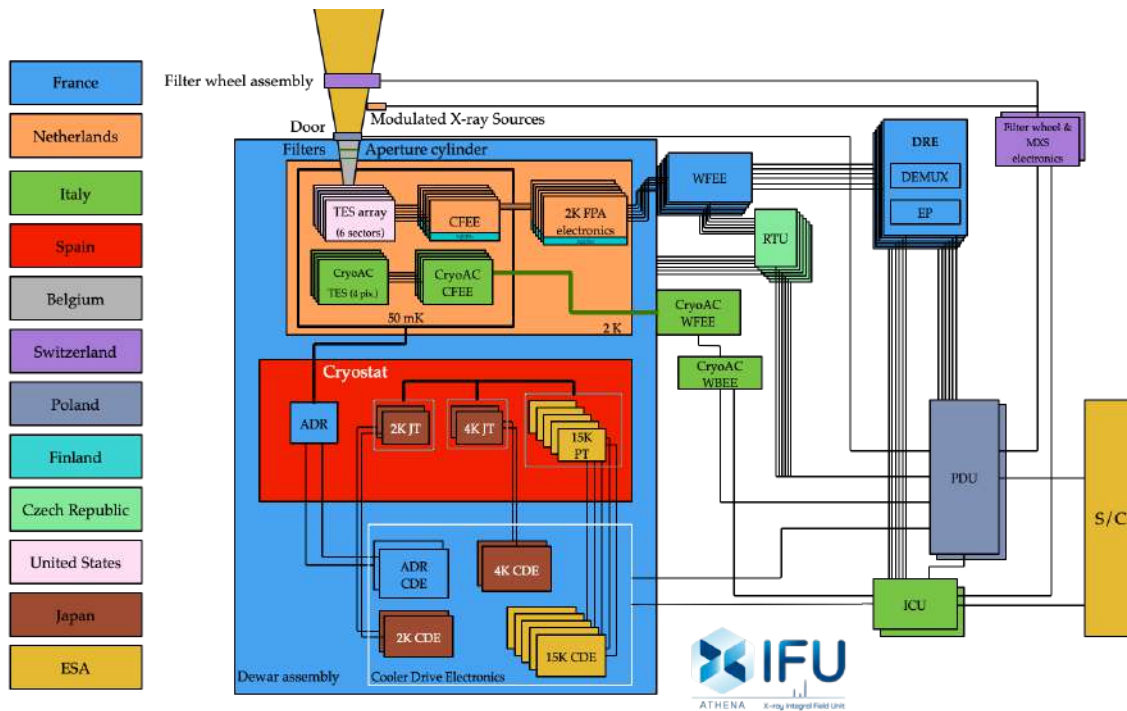 France
Netherlands
Italy
Spain
Belgium
Switzerland
Poland
Finland
Czech Republic
United States
Japan
ESA
Filter wheel assembly
Modulated X-ray Sources
Door
Filters
Aperture cylinder
TES array
(6 sectors)
CFEE
2K FPA
electronics
CryoAC
TES (4 pix.)
CryoAC
CFEE
50 mK
2 K
WFEE
RTU
DRE
DEMUX
EP
Filter wheel &
MXS
electronics
CryoAC
WFEE
CryoAC
WBEE
Cryostat
ADR
2K JT
4K JT
15K
PT
PDU
S/C
ADR
CDE
4K CDE
2K CDE
15K CDE
ICU
Dewar assembly
Cooler Drive Electronics
X IFU
ATHENA
X-ray Integral Field Unit